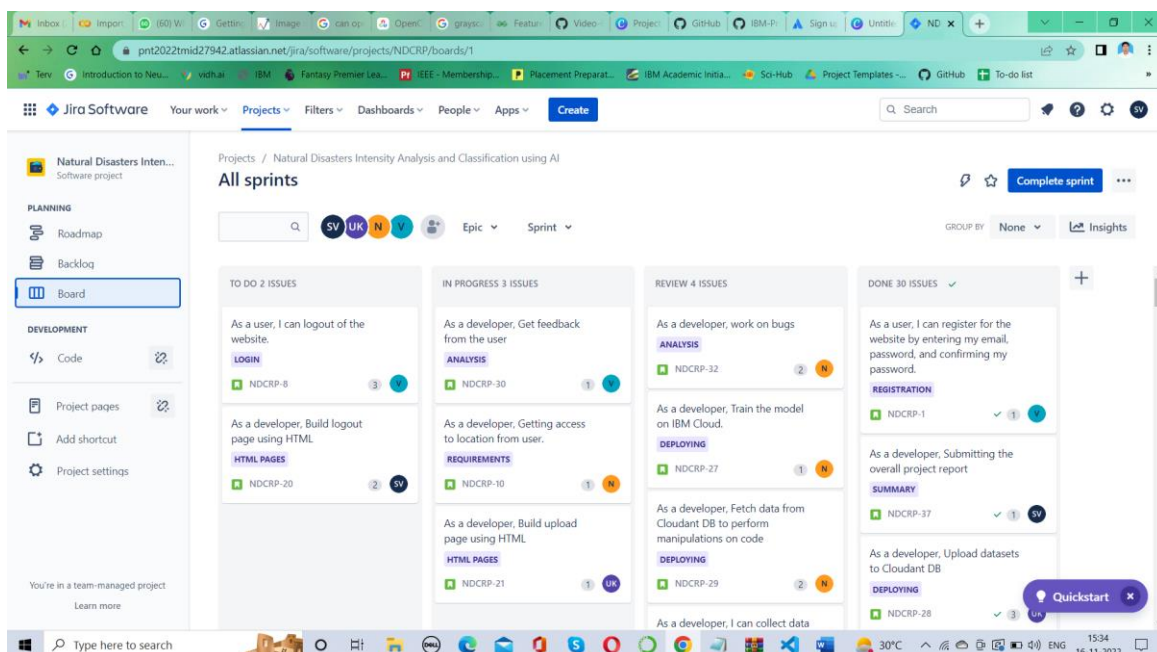 Inbox
Import
(60) W
Getting
Image
can op
OpenC
graysc
Featur
Video
Project
GitHub
IBM-Pr
Sign
Untitle
ND
pnt2022tmid27942.atlassian.net/jira/software/projects/NDCRP/boards/1
Terv
Introduction to Neu...
vidh.ai
IBM
Fantasy Premier Lea...
IEEE - Membership...
Placement Preparat...
IBM Academic Initia...
Sci-Hub
Project Templates -...
GitHub
To-do list
Jira Software
Your work
Projects
Filters
Dashboards
People
Apps
Create
Search
SV
Natural Disasters Inten...
Software project
PLANNING
Roadmap
Backlog
Board
DEVELOPMENT
Code
Project pages
Add shortcut
Project settings
You're in a team-managed project
Learn more
Projects / Natural Disasters Intensity Analysis and Classification using AI
All sprints
Complete sprint
SV UK N V
Epic
Sprint
GROUP BY
None
Insights
TO DO 2 ISSUES
As a user, I can logout of the
website.
LOGIN
NDCRP-8 3 V
As a developer, Build logout
page using HTML
HTML PAGES
NDCRP-20 2 SV
IN PROGRESS 3 ISSUES
As a developer, Get feedback
from the user
ANALYSIS
NDCRP-30 1 V
As a developer, Getting access
to location from user.
REQUIREMENTS
NDCRP-10 1 N
As a developer, Build upload
page using HTML
HTML PAGES
NDCRP-21 1 UK
REVIEW 4 ISSUES
As a developer, work on bugs
ANALYSIS
NDCRP-32 2 N
As a developer, Train the model
on IBM Cloud.
DEPLOYING
NDCRP-27 1 N
As a developer, Fetch data from
Cloudant DB to perform
manipulations on code
DEPLOYING
NDCRP-29 2 N
As a developer, I can collect data
DONE 30 ISSUES
As a user, I can register for the
website by entering my email,
password, and confirming my
password.
REGISTRATION
NDCRP-1 1 V
As a developer, Submitting the
overall project report
SUMMARY
NDCRP-37 1 SV
As a developer, Upload datasets
to Cloudant DB
DEPLOYING
NDCRP-28 3 UK
Quickstart
Type here to search
30°C
ENG
15:34
16-11-2022